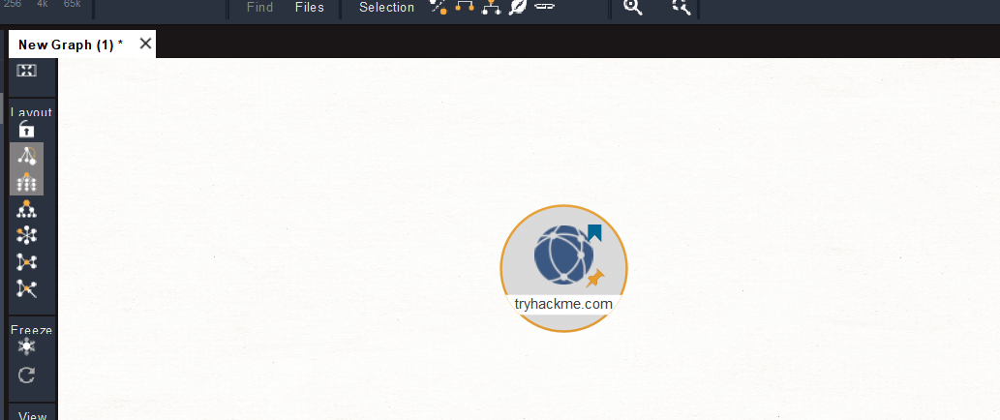 256 4k 65k Find Files Selection
New Graph (1) *
Layout
tryhackme.com
Freeze
View